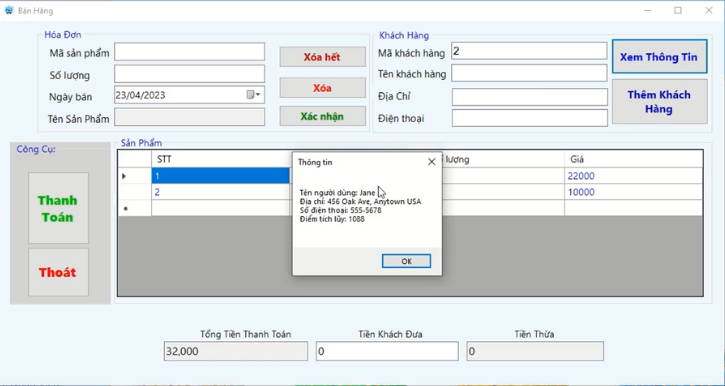 Bán Hàng
Hóa Đơn
Mã sản phẩm
Số lượng
Ngày bán 23/04/2023
Tên Sản Phẩm
Xóa hết
Xóa
Xác nhận
Khách Hàng
Mã khách hàng 2
Tên khách hàng
Địa Chỉ
Điện thoại
Xem Thông Tin
Thêm Khách
Hàng
Công Cụ:
Thanh
Toán
Thoát
Sản Phẩm
STT lượng Giá
1 22000
2 10000
Thông tin
Tên người dùng: Jane
Địa chỉ: 456 Oak Ave, Anytown USA
Số điện thoại: 555-5678
Điểm tích lũy: 1088
OK
Tổng Tiền Thanh Toán
32,000
Tiền Khách Đưa
0
Tiền Thừa
0